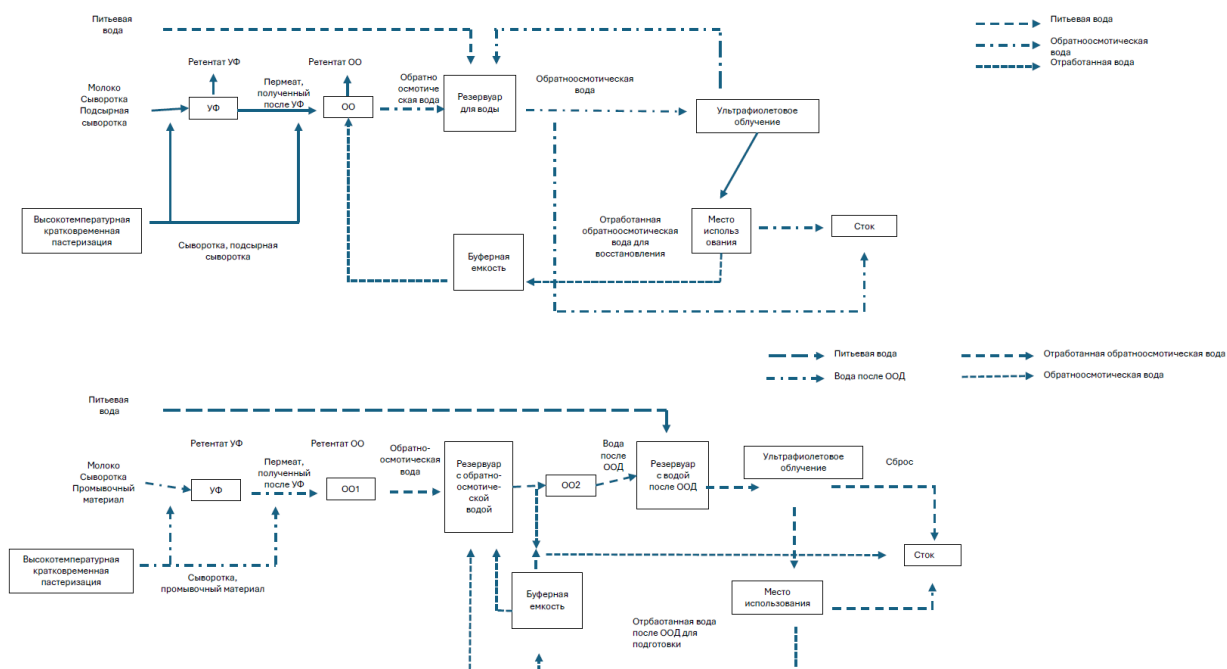 Питьевая
вода
Питьевая вода
Обратноосмотическая
вода
Отработанная вода
Ретентат УФ
Ретентат ОО
Молоко
Сыворотка
Подсырная
сыворотка
УФ
Пермеат,
полученный
после УФ
ОО
Обратно
осмотиче
ская вода
Резервуар
для воды
Обратноосмотическая
вода
Ультрафиолетовое
облучение
Высокотемпературная
кратковременная
пастеризация
Сыворотка, подсырная
сыворотка
Буферная
емкость
Отработанная
обратноосмотическая
вода для
восстановления
Место
использ
ования
Сток
Питьевая вода
Вода после ООД
Отработанная обратноосмотическая вода
Обратноосмотическая вода
Питьевая
вода
Ретентат УФ
Ретентат ОО
Молоко
Сыворотка
Промывочный
материал
УФ
Пермеат,
полученный
после УФ
ОО1
Обратно-
осмотическая
вода
Резервуар
с обратно-
осмотиче-
ской
водой
ОО2
Вода
после
ООД
Резервуар
с водой
после ООД
Ультрафиолетовое
облучение
Сброс
Сток
Высокотемпературная
кратковременная
пастеризация
Сыворотка,
промывочный материал
Буферная
емкость
Отрбаотанная вода
после ООД для
подготовки
Место
использования